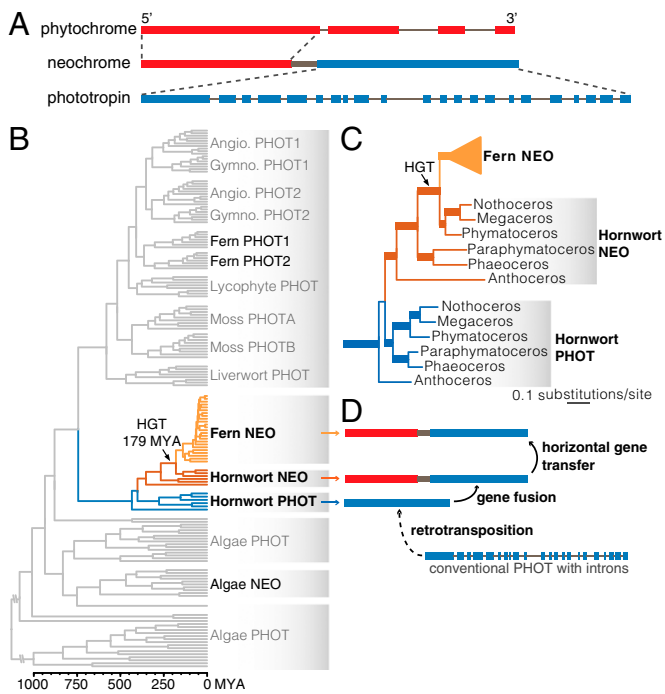 A
5'
3'
phytochrome
neochrome
phototropin
B
Angio. PHOT1
Gymno. PHOT1
Angio. PHOT2
Gymno. PHOT2
Fern PHOT1
Fern PHOT2
Lycophyte PHOT
Moss PHOTA
Moss PHOTB
Liverwort PHOT
HGT
179 MYA
Fern NEO
Hornwort NEO
Hornwort PHOT
Algae PHOT
Algae NEO
Algae PHOT
1000
750
500
250
0 MYA
C
HGT
Fern NEO
Nothoceros
Megaceros
Phymatoceros
Paraphymatoceros
Phaeoceros
Anthoceros
Hornwort
NEO
Nothoceros
Megaceros
Phymatoceros
Paraphymatoceros
Phaeoceros
Anthoceros
Hornwort
PHOT
0.1 substitutions/site
D
horizontal gene
transfer
gene fusion
retrotransposition
conventional PHOT with introns